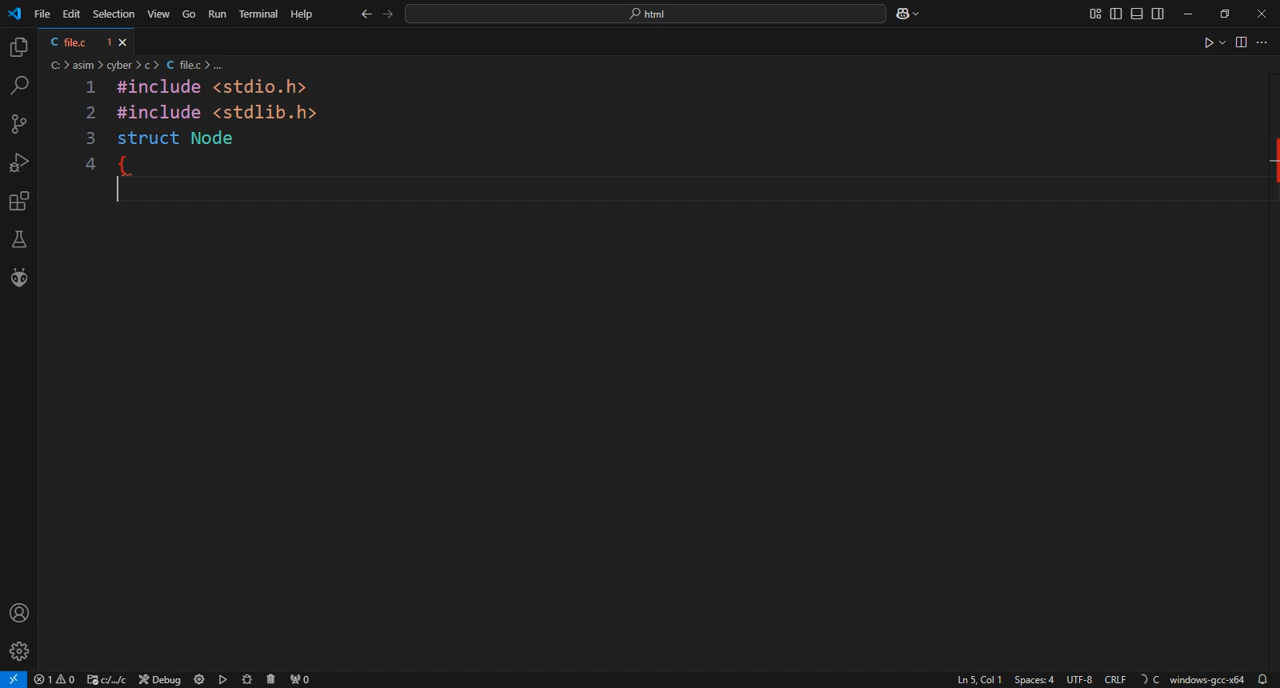 File Edit Selection View Go Run Terminal Help html
C file.c 1
C: > asim > cyber > c > C file.c > ...
1 #include <stdio.h>
2 #include <stdlib.h>
3 struct Node
4 {
1 0 c:/.../c Debug 0 Ln 5, Col 1 Spaces: 4 UTF-8 CRLF C windows-gcc-x64